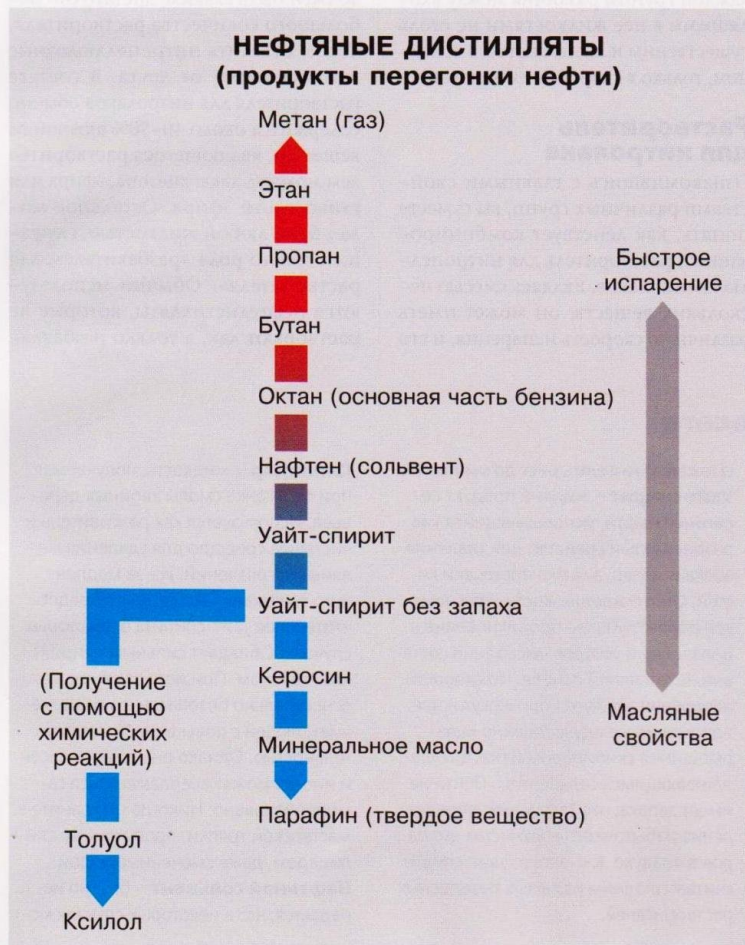 НЕФТЯНЫЕ ДИСТИЛЛЯТЫ
(продукты перегонки нефти)
Метан (газ)
Этан
Пропан
Бутан
Октан (основная часть бензина)
Нафтен (сольвент)
Уайт-спирит
Уайт-спирит без запаха
Керосин
Минеральное масло
Парафин (твердое вещество)
(Получение
с помощью
химических
реакций)
Толуол
Ксилол
Быстрое
испарение
Масляные
свойства